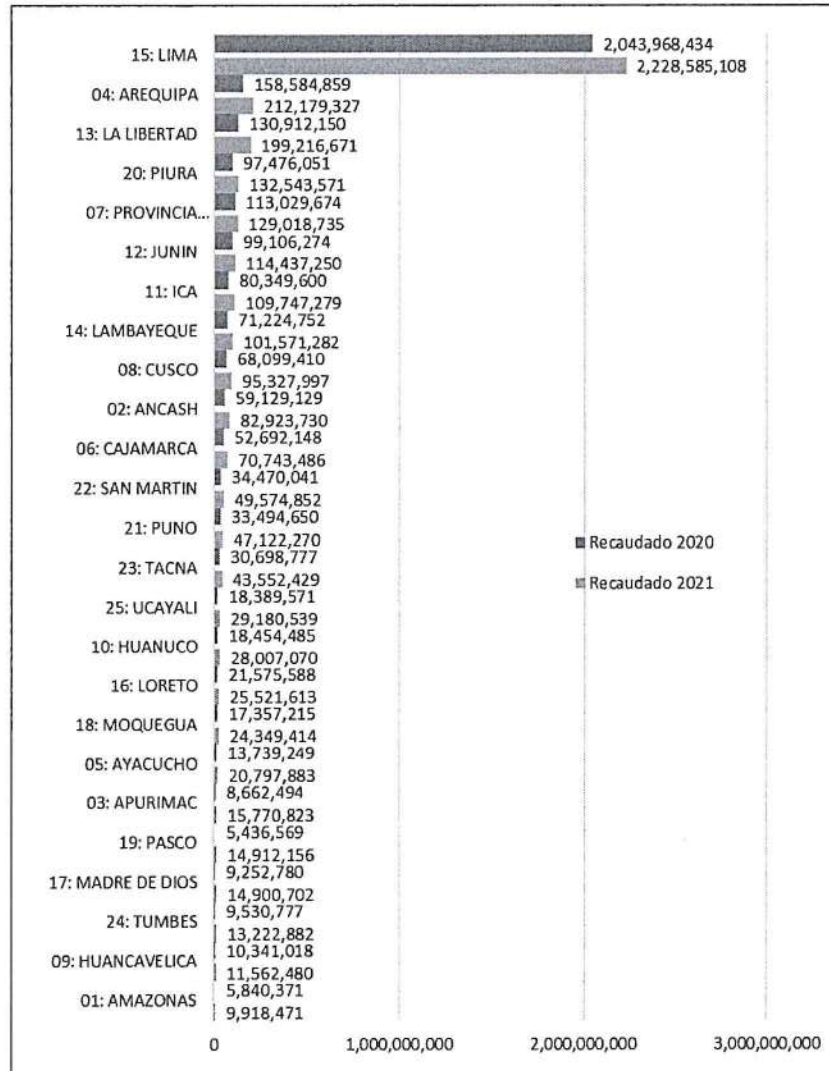 15: LIMA
2,043,968,434
2,228,585,108
04: AREQUIPA
158,584,859
212,179,327
13: LA LIBERTAD
130,912,150
199,216,671
20: PIURA
97,476,051
132,543,571
07: PROVINCIA...
113,029,674
129,018,735
12: JUNIN
99,106,274
114,437,250
11: ICA
80,349,600
109,747,279
14: LAMBAYEQUE
71,224,752
101,571,282
08: CUSCO
68,099,410
95,327,997
02: ANCASH
59,129,129
82,923,730
06: CAJAMARCA
52,692,148
70,743,486
22: SAN MARTIN
34,470,041
49,574,852
21: PUNO
33,494,650
47,122,270
23: TACNA
30,698,777
43,552,429
25: UCAYALI
18,389,571
29,180,539
10: HUANUCO
18,454,485
28,007,070
16: LORETO
21,575,588
25,521,613
18: MOQUEGUA
17,357,215
24,349,414
05: AYACUCHO
13,739,249
20,797,883
03: APURIMAC
8,662,494
15,770,823
19: PASCO
5,436,569
14,912,156
17: MADRE DE DIOS
9,252,780
14,900,702
24: TUMBES
9,530,777
13,222,882
09: HUANCAVELICA
10,341,018
11,562,480
01: AMAZONAS
5,840,371
9,918,471
Recaudado 2020
Recaudado 2021
0 1,000,000,000 2,000,000,000 3,000,000,000